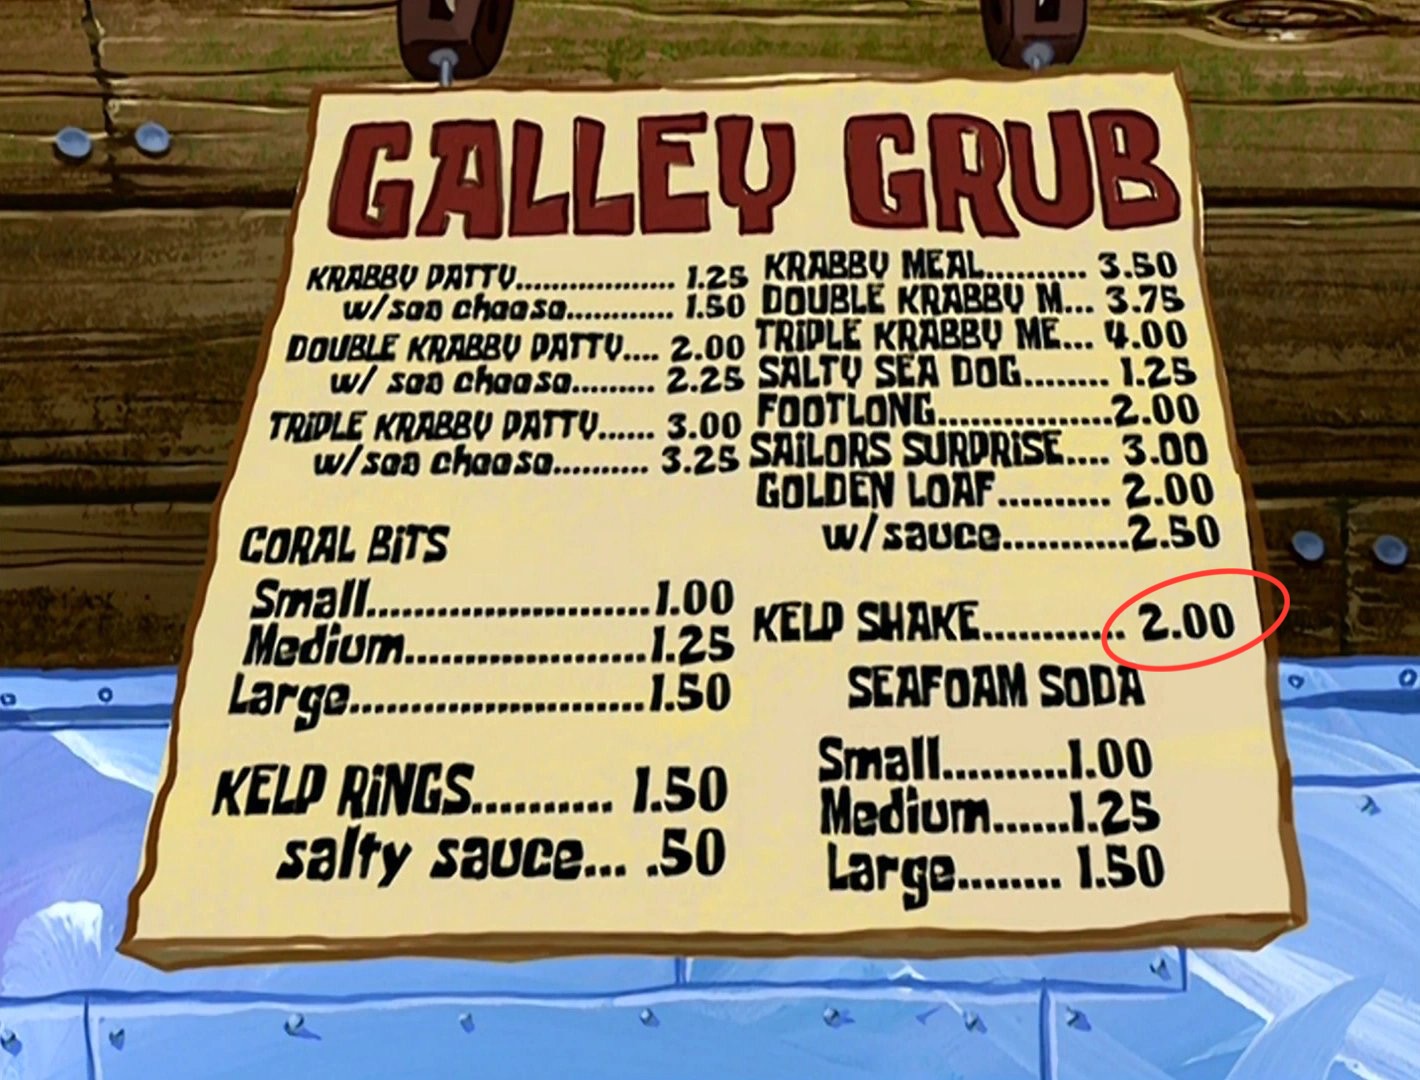 GALLEY GRUB
KRABBY PATTY.................. 1.25
w/sea cheese............ 1.50
DOUBLE KRABBY PATTY.... 2.00
w/ sea cheese......... 2.25
TRIPLE KRABBY PATTY...... 3.00
w/sea cheese.......... 3.25
CORAL BITS
Small..........................1.00
Medium......................1.25
Large...........................1.50
KELP RINGS.......... 1.50
salty sauce... .50
KRABBY MEAL.......... 3.50
DOUBLE KRABBY M... 3.75
TRIPLE KRABBY ME... 4.00
SALTY SEA DOG........ 1.25
FOOTLONG.................2.00
SAILORS SURPRISE.... 3.00
GOLDEN LOAF.......... 2.00
w/sauce............2.50
KELP SHAKE............. 2.00
SEAFOAM SODA
Small...........1.00
Medium......1.25
Large........ 1.50